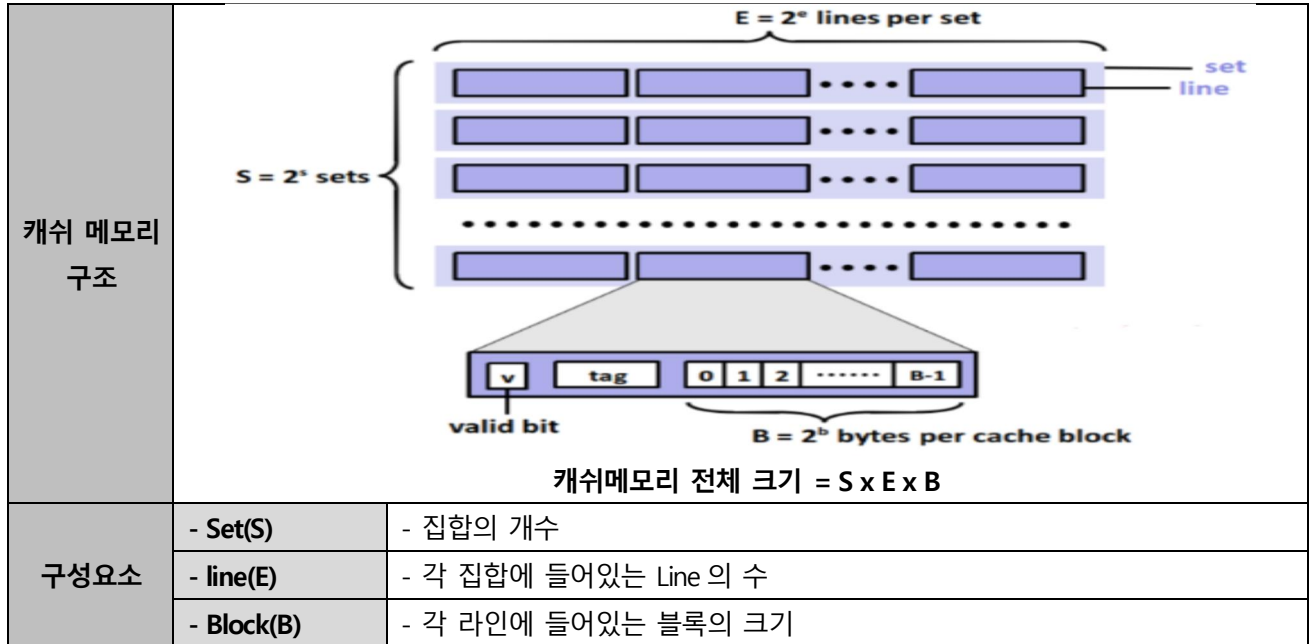 캐쉬 메모리
구조
E = 2ᵉ lines per set
set
line
S = 2ˢ sets
v
tag
0 1 2 ······ B-1
valid bit
B = 2ᵇ bytes per cache block
캐쉬메모리 전체 크기 = S x E x B
구성요소
- Set(S)
- 집합의 개수
- line(E)
- 각 집합에 들어있는 Line 의 수
- Block(B)
- 각 라인에 들어있는 블록의 크기